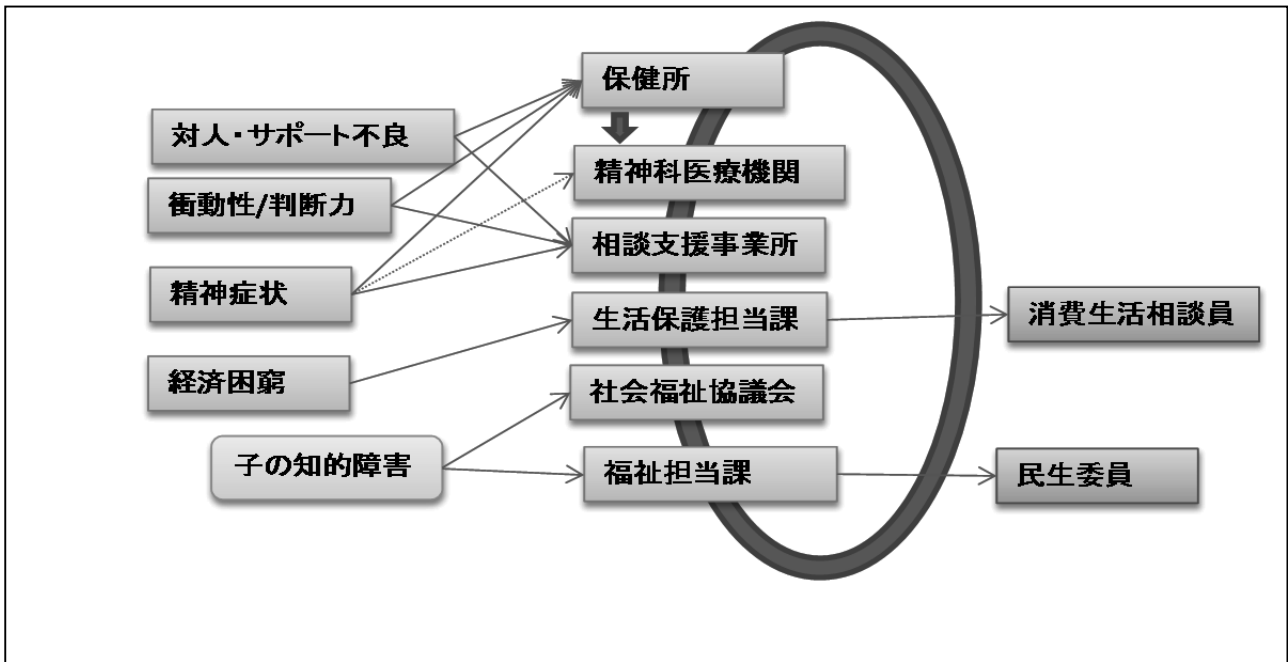 保健所
対人・サポート不良
精神科医療機関
衝動性/判断力
相談支援事業所
精神症状
生活保護担当課
消費生活相談員
経済困窮
社会福祉協議会
子の知的障害
福祉担当課
民生委員